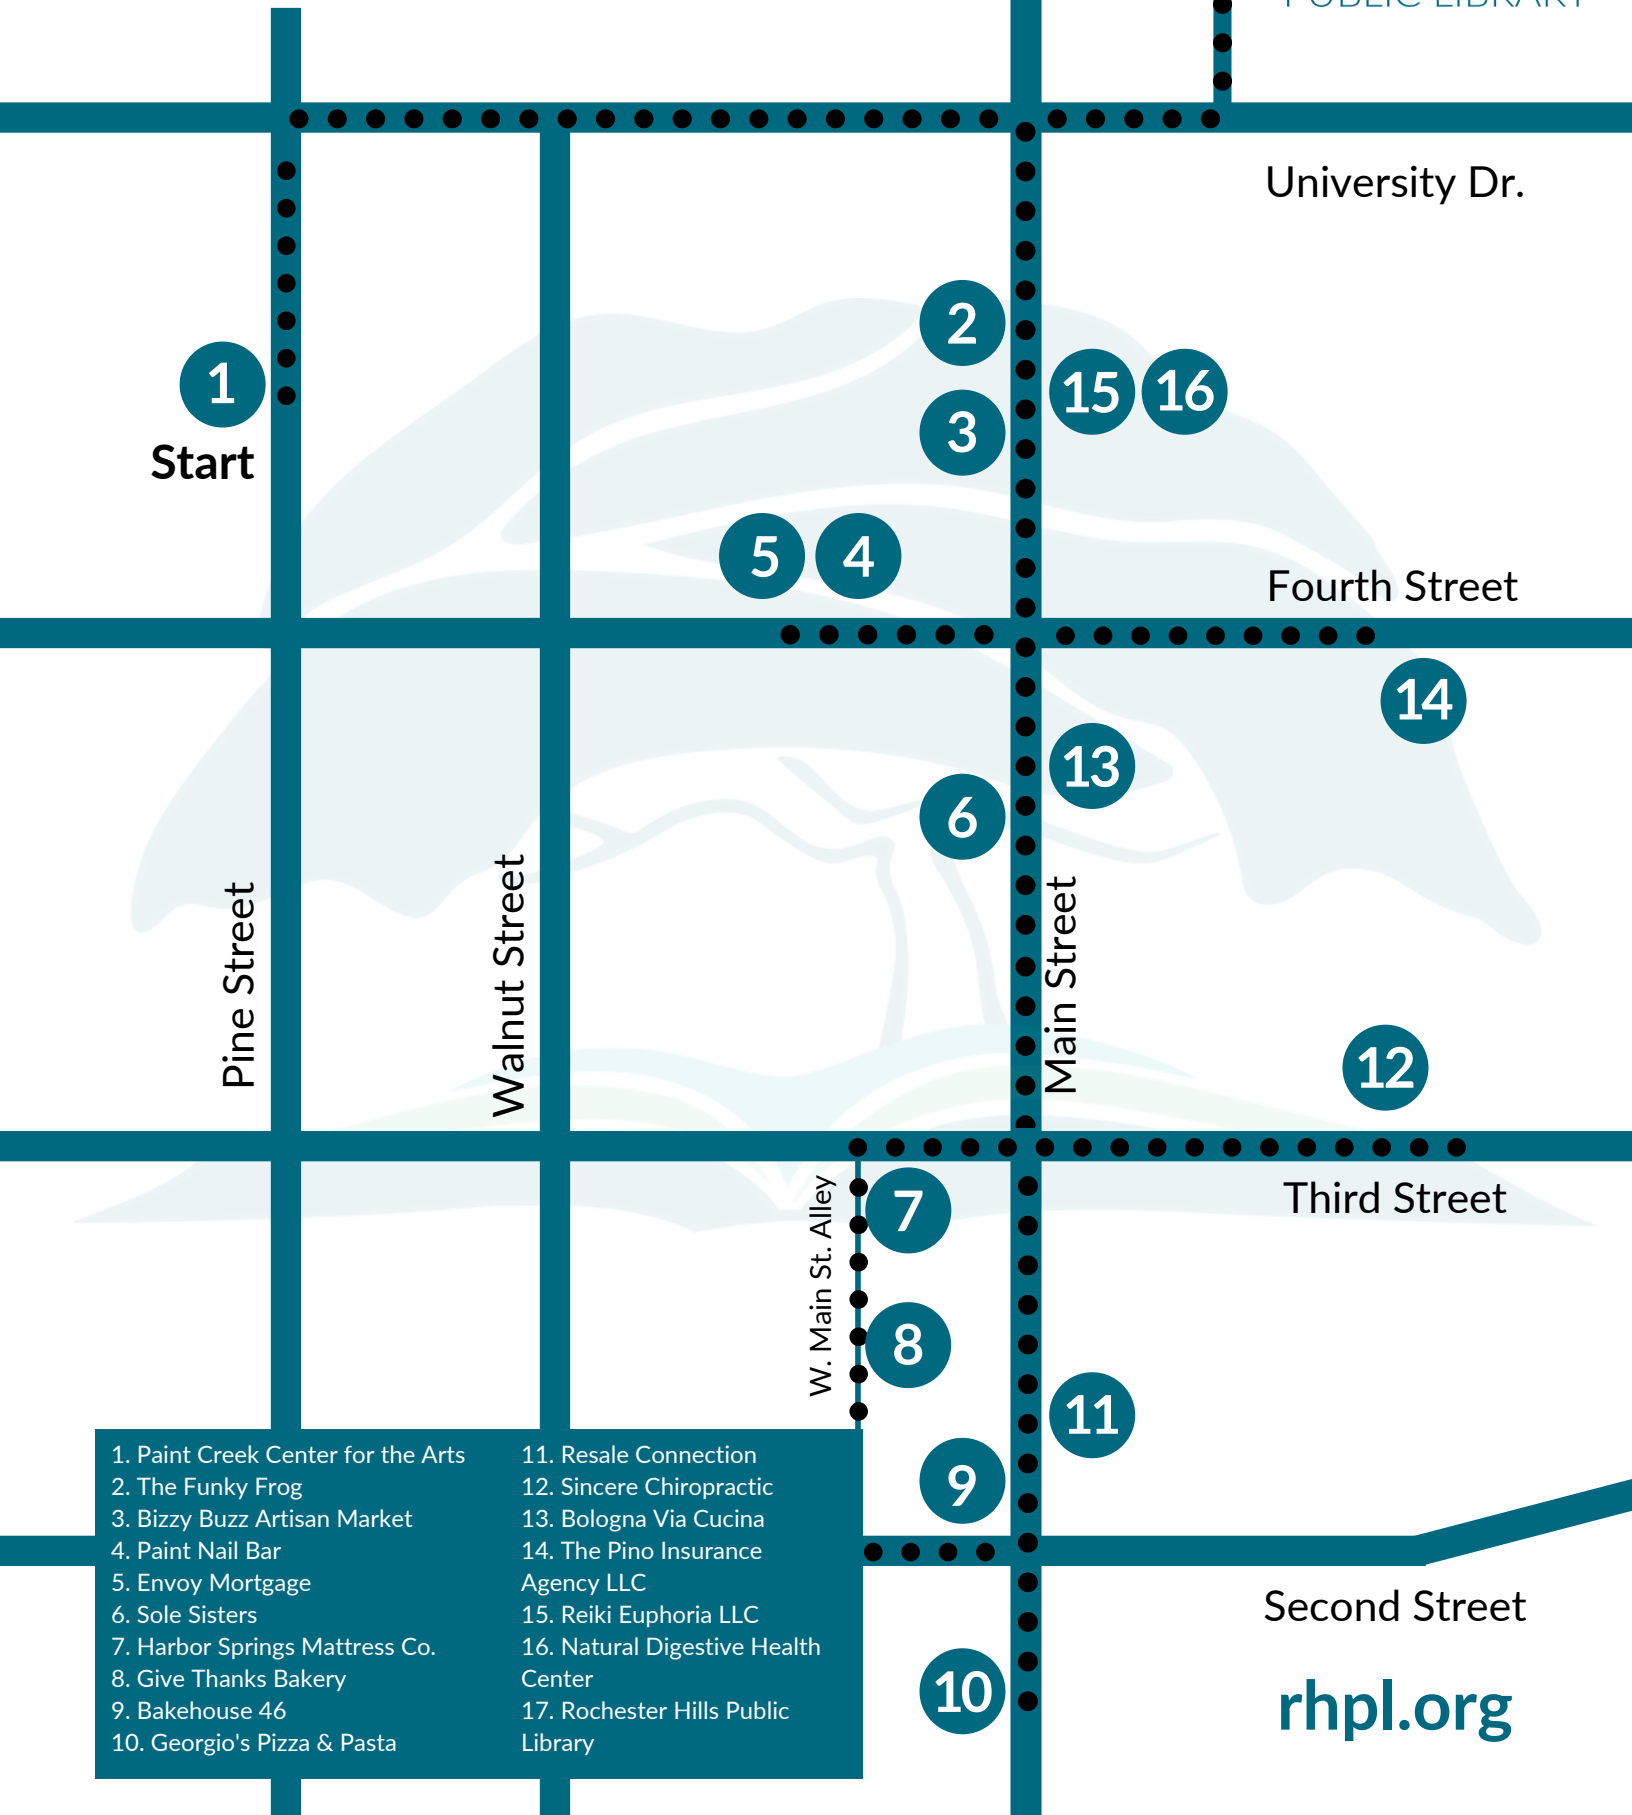 PUBLIC LIBRARY
University Dr.
2
1
15
16
3
Start
5
4
Fourth Street
14
13
6
Pine Street
Walnut Street
Main Street
12
Third Street
W. Main St. Alley
7
8
11
9
1. Paint Creek Center for the Arts
2. The Funky Frog
3. Bizzy Buzz Artisan Market
4. Paint Nail Bar
5. Envoy Mortgage
6. Sole Sisters
7. Harbor Springs Mattress Co.
8. Give Thanks Bakery
9. Bakehouse 46
10. Georgio's Pizza & Pasta
11. Resale Connection
12. Sincere Chiropractic
13. Bologna Via Cucina
14. The Pino Insurance
Agency LLC
15. Reiki Euphoria LLC
16. Natural Digestive Health
Center
17. Rochester Hills Public
Library
Second Street
10
rhpl.org